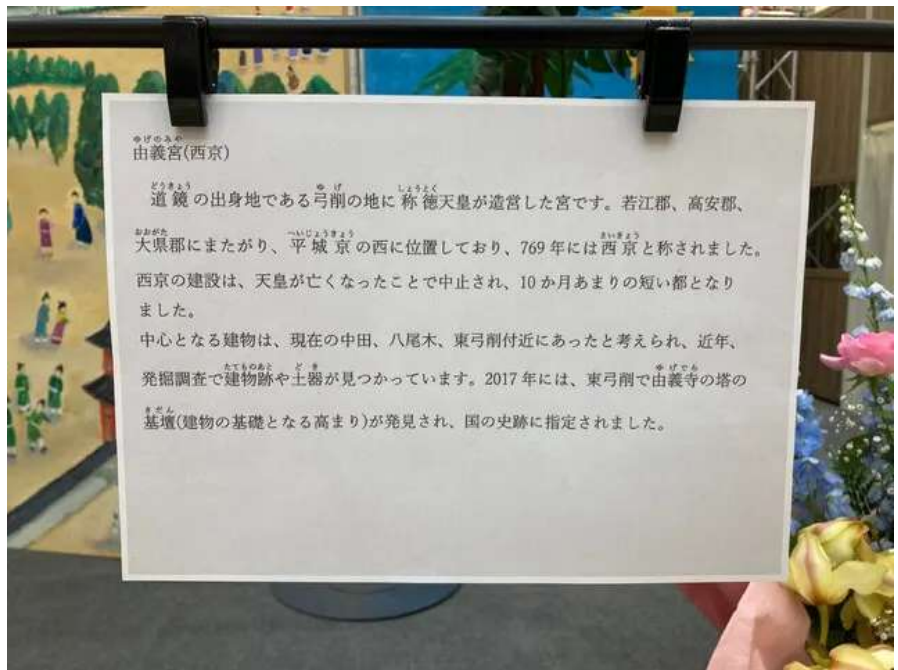 由義宮(西京)
道鏡の出身地である弓削の地に称徳天皇が造営した宮です。若江郡、高安郡、
大県郡にまたがり、平城京の西に位置しており、769年には西京と称されました。
西京の建設は、天皇が亡くなったことで中止され、10か月あまりの短い都となり
ました。
中心となる建物は、現在の中田、八尾木、東弓削付近にあったと考えられ、近年、
発掘調査で建物跡や土器が見つかっています。2017年には、東弓削で由義寺の塔の
基壇(建物の基礎となる高まり)が発見され、国の史跡に指定されました。